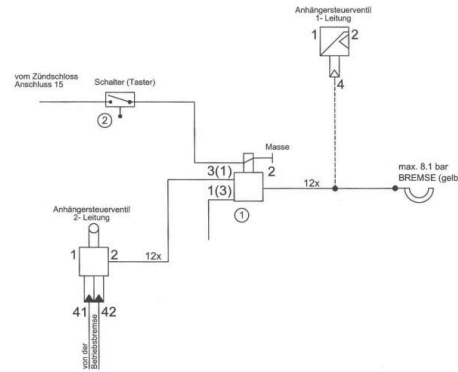 Anhängersteuerventil
1- Leitung
1 2
4
vom Zündschloss
Anschluss 15
Schalter (Taster)
2
Masse
3(1)
2
1(3)
1
12x
max. 8.1 bar
BREMSE (gelb
Anhängersteuerventil
2- Leitung
1 2
12x
41 42
von der
Betriebsbremse